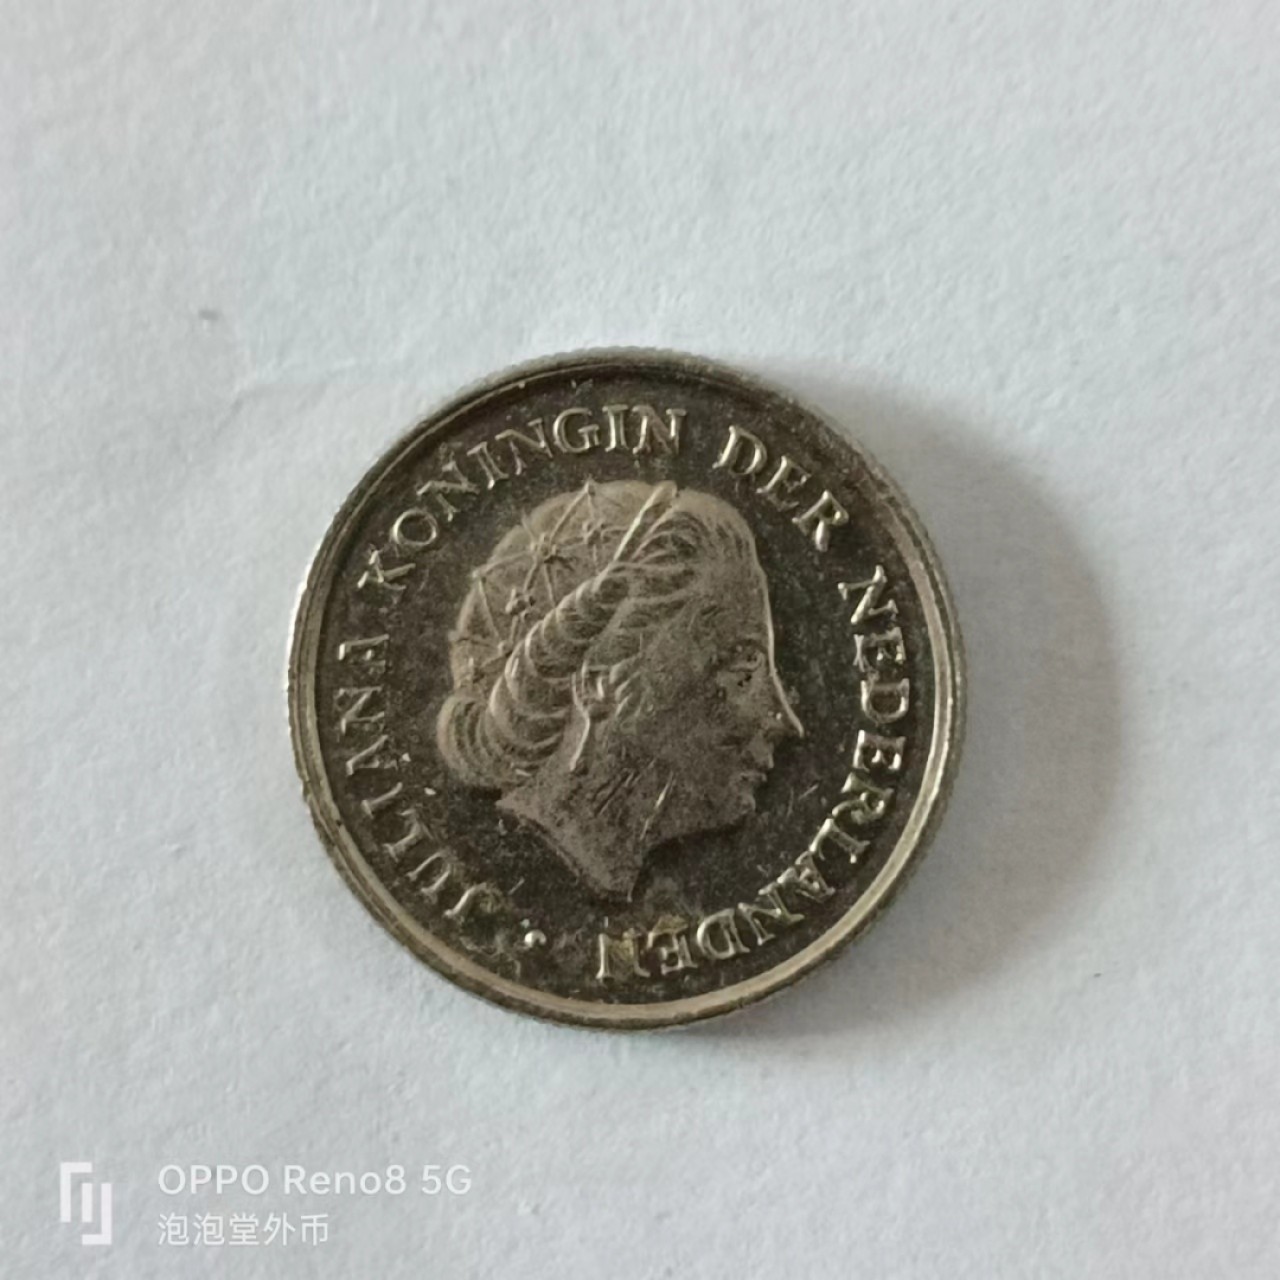 JULIANA KONINGIN DER NEDERLANDEN
OPPO Reno8 5G
泡泡堂外币